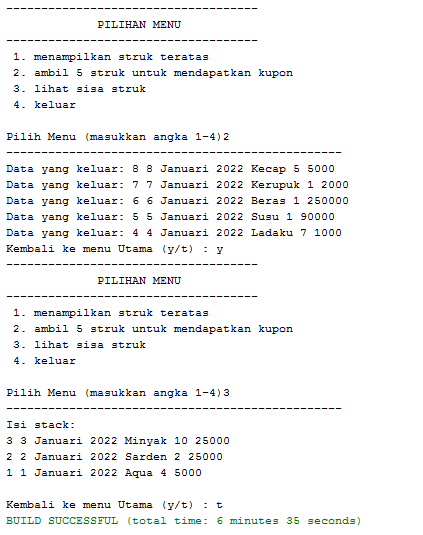 ------------------------------------
PILIHAN MENU
------------------------------------
1. menampilkan struk teratas
2. ambil 5 struk untuk mendapatkan kupon
3. lihat sisa struk
4. keluar
Pilih Menu (masukkan angka 1-4)2
------------------------------------------------
Data yang keluar: 8 8 Januari 2022 Kecap 5 5000
Data yang keluar: 7 7 Januari 2022 Kerupuk 1 2000
Data yang keluar: 6 6 Januari 2022 Beras 1 250000
Data yang keluar: 5 5 Januari 2022 Susu 1 90000
Data yang keluar: 4 4 Januari 2022 Ladaku 7 1000
Kembali ke menu Utama (y/t) : y
------------------------------------
PILIHAN MENU
------------------------------------
1. menampilkan struk teratas
2. ambil 5 struk untuk mendapatkan kupon
3. lihat sisa struk
4. keluar
Pilih Menu (masukkan angka 1-4)3
------------------------------------------------
Isi stack:
3 3 Januari 2022 Minyak 10 25000
2 2 Januari 2022 Sarden 2 25000
1 1 Januari 2022 Aqua 4 5000
Kembali ke menu Utama (y/t) : t
BUILD SUCCESSFUL (total time: 6 minutes 35 seconds)